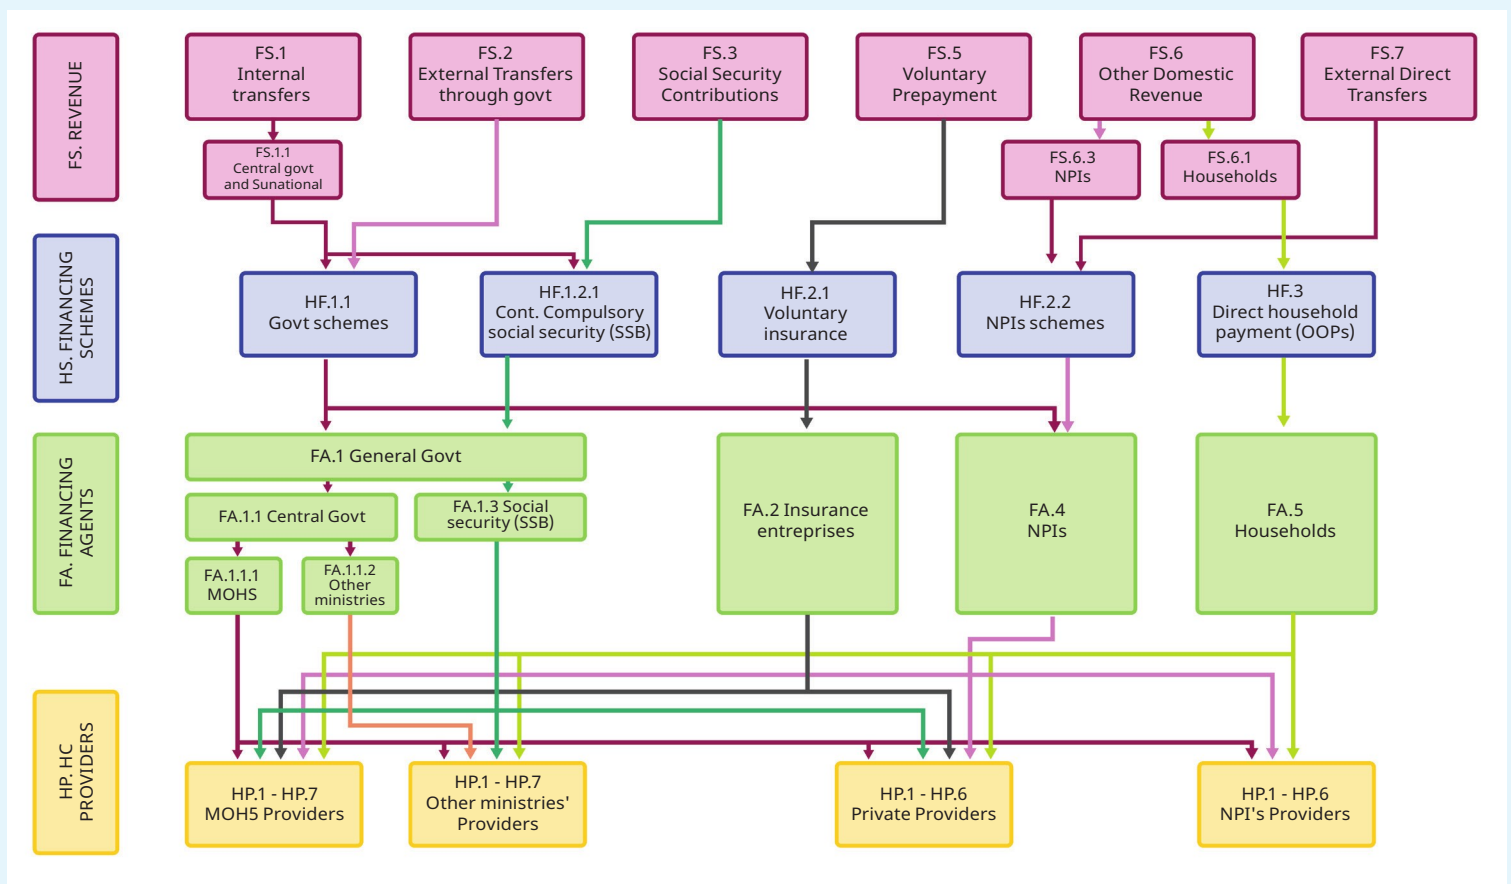 FS. REVENUE
FS.1
Internal
transfers
FS.2
External Transfers
through govt
FS.3
Social Security
Contributions
FS.5
Voluntary
Prepayment
FS.6
Other Domestic
Revenue
FS.7
External Direct
Transfers
FS.1.1
Central govt
and Sunational
FS.6.3
NPIs
FS.6.1
Households
HS. FINANCING
SCHEMES
HF.1.1
Govt schemes
HF.1.2.1
Cont. Compulsory
social security (SSB)
HF.2.1
Voluntary
insurance
HF.2.2
NPIs schemes
HF.3
Direct household
payment (OOPs)
FA. FINANCING
AGENTS
FA.1 General Govt
FA.1.1 Central Govt
FA.1.3 Social
security (SSB)
FA.1.1.1
MOHS
FA.1.1.2
Other
ministries
FA.2 Insurance
entreprises
FA.4
NPIs
FA.5
Households
HP. HC
PROVIDERS
HP.1 - HP.7
MOH5 Providers
HP.1 - HP.7
Other ministries'
Providers
HP.1 - HP.6
Private Providers
HP.1 - HP.6
NPI's Providers